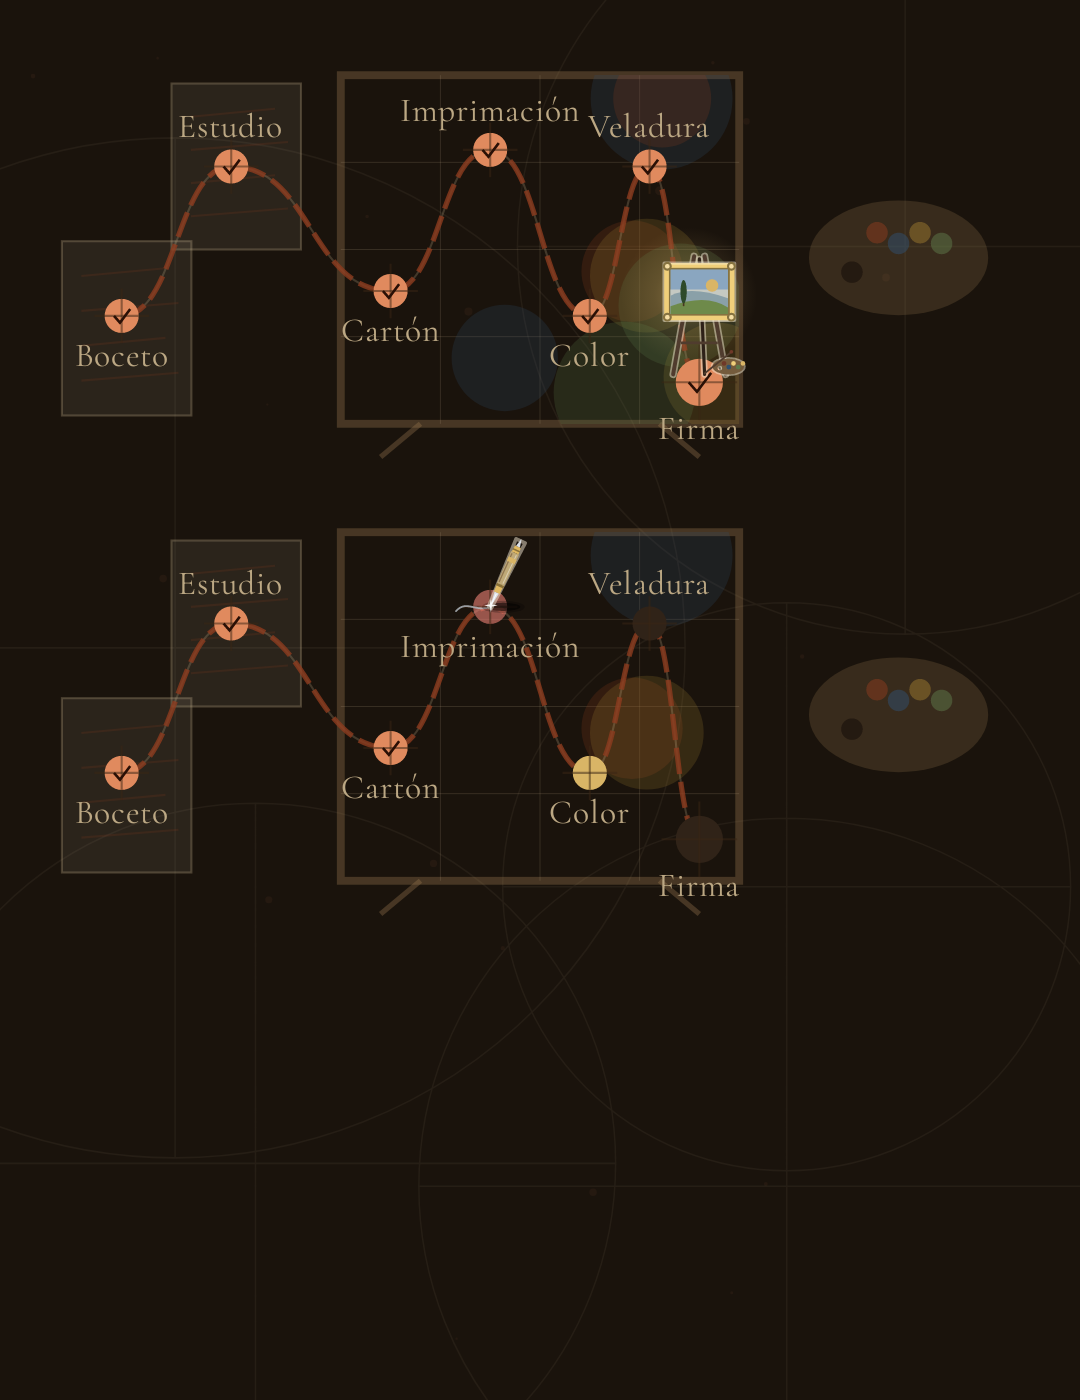 Boceto
Estudio
Cartón
Imprimación
Color
Veladura
Firma
Boceto
Estudio
Cartón
Imprimación
Color
Veladura
Firma